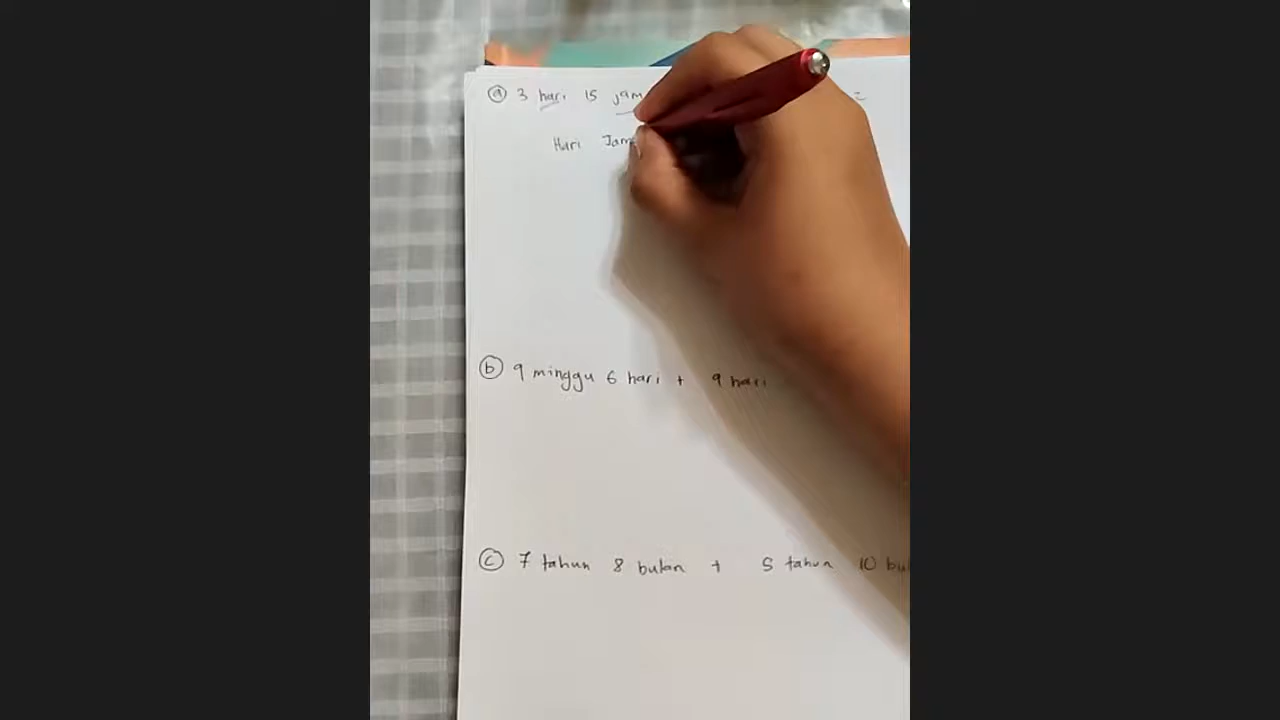 a 3 hari 15 jam
Hari Jam
b 9 minggu 6 hari + 9 hari
c 7 tahun 8 bulan + 5 tahun 10 bu